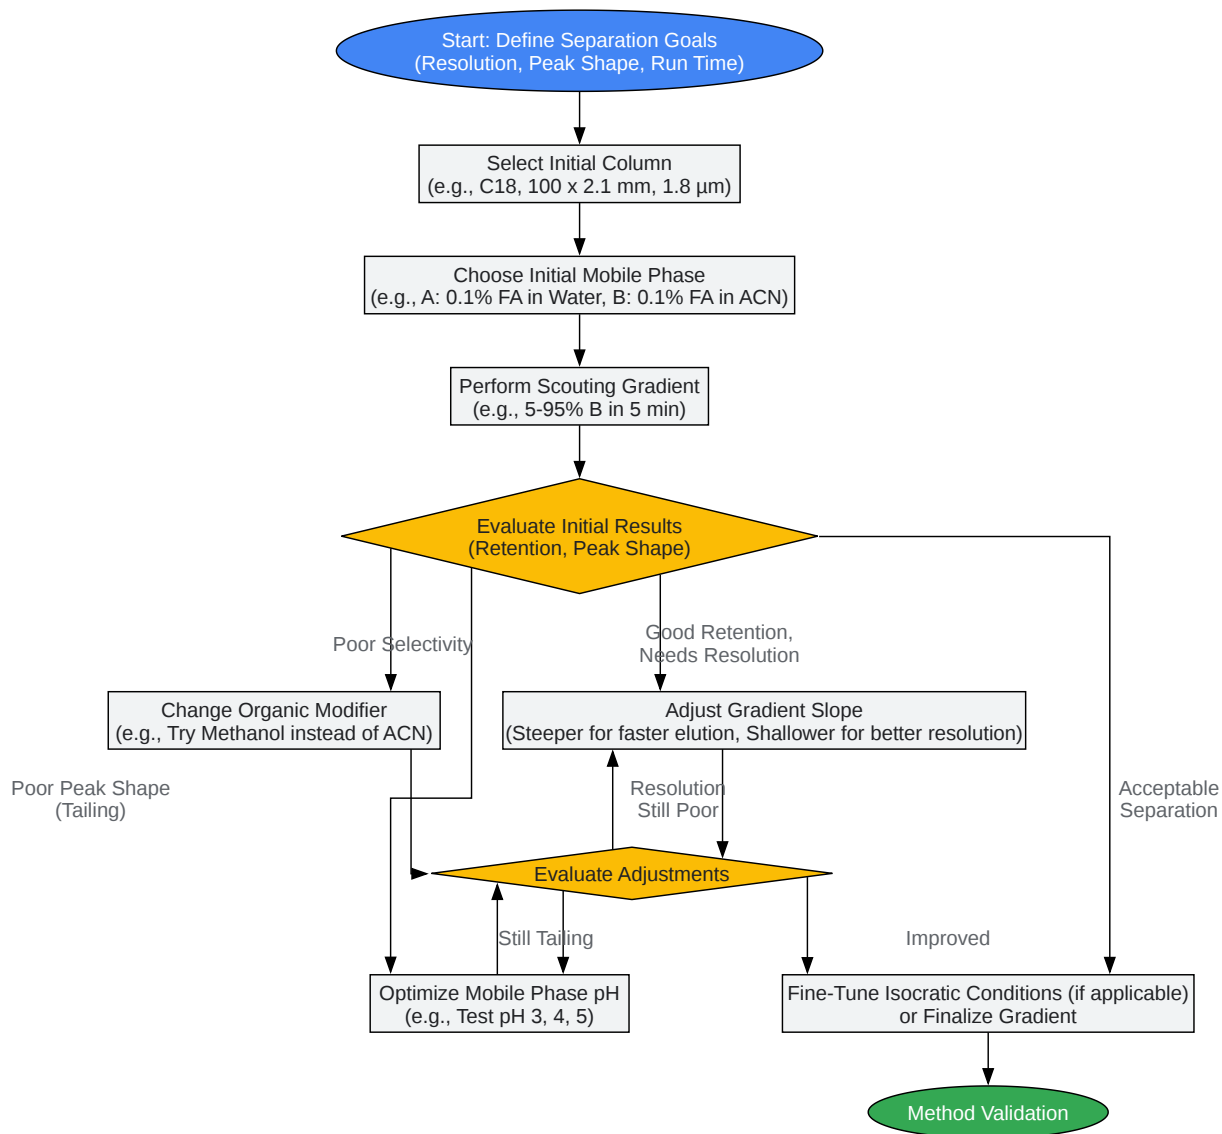 Start: Define Separation Goals
(Resolution, Peak Shape, Run Time)
Select Initial Column
(e.g., C18, 100 x 2.1 mm, 1.8 µm)
Choose Initial Mobile Phase
(e.g., A: 0.1% FA in Water, B: 0.1% FA in ACN)
Perform Scouting Gradient
(e.g., 5-95% B in 5 min)
Evaluate Initial Results
(Retention, Peak Shape)
Poor Selectivity
Good Retention,
Needs Resolution
Change Organic Modifier
(e.g., Try Methanol instead of ACN)
Adjust Gradient Slope
(Steeper for faster elution, Shallower for better resolution)
Poor Peak Shape
(Tailing)
Resolution
Still Poor
Acceptable
Separation
Evaluate Adjustments
Still Tailing
Improved
Optimize Mobile Phase pH
(e.g., Test pH 3, 4, 5)
Fine-Tune Isocratic Conditions (if applicable)
or Finalize Gradient
Method Validation